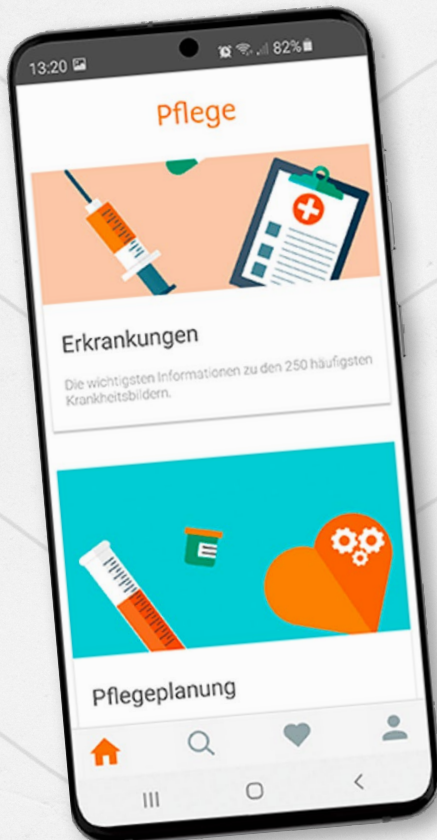 13:20 82%
Pflege
Erkrankungen
Die wichtigsten Informationen zu den 250 häufigsten
Krankheitsbildern.
Pflegeplanung